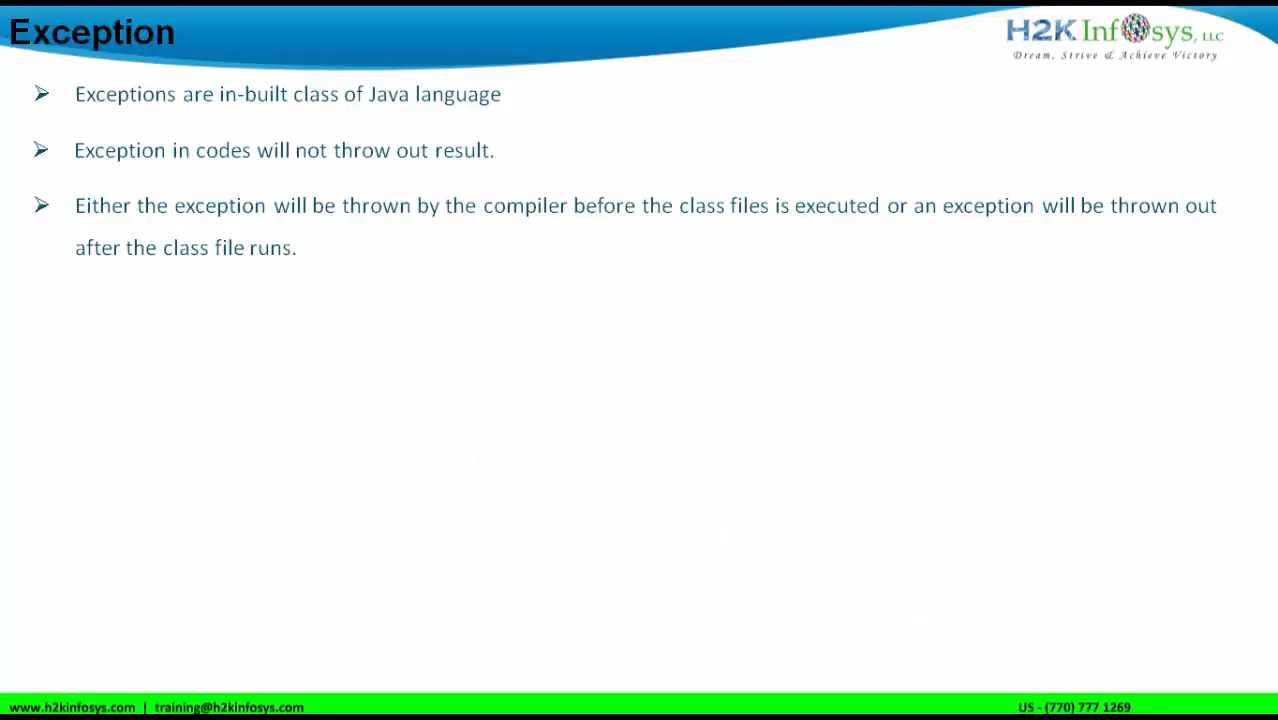 Exception
H2K Infosys, LLC
Dream, Strive & Achieve Victory
➢ Exceptions are in-built class of Java language
➢ Exception in codes will not throw out result.
➢ Either the exception will be thrown by the compiler before the class files is executed or an exception will be thrown out
after the class file runs.
www.h2kinfosys.com | training@h2kinfosys.com
US - (770) 777 1269